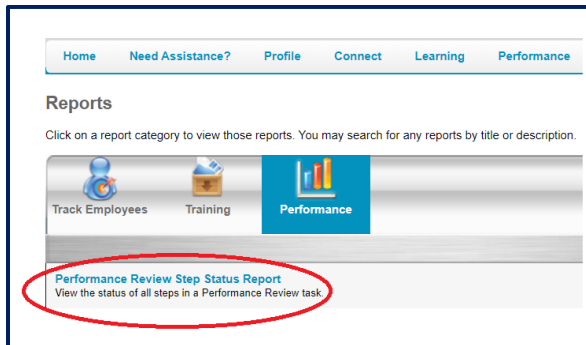 Home Need Assistance? Profile Connect Learning Performance
Reports
Click on a report category to view those reports. You may search for any reports by title or description.
Track Employees Training Performance
Performance Review Step Status Report
View the status of all steps in a Performance Review task.